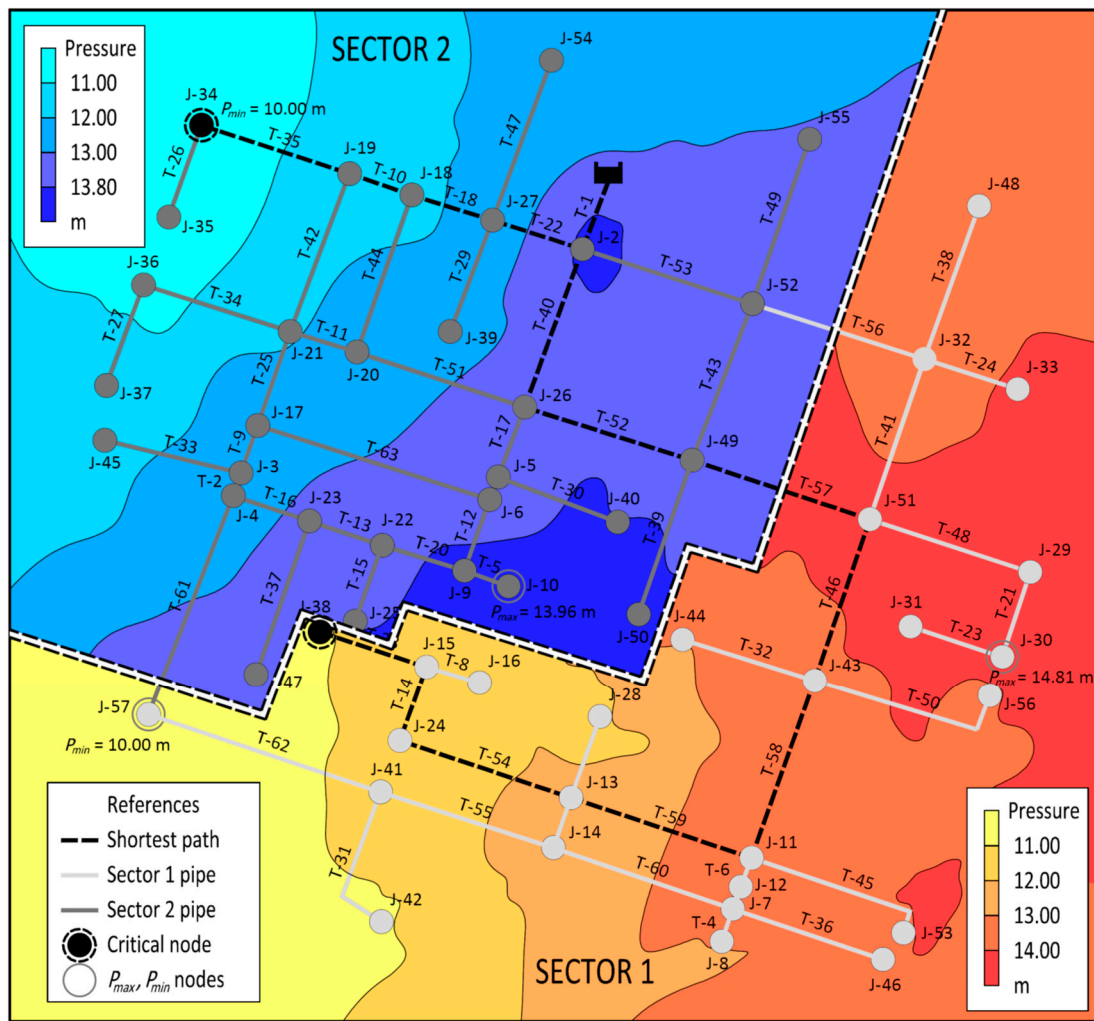 SECTOR 2
Pressure
11.00
12.00
13.00
13.80
m
J-54
J-34
P_min = 10.00 m
T-35
T-26
J-19
T-10
J-18
T-18
T-47
J-27
T-22
T-1
J-2
J-55
T-49
J-48
J-35
T-42
T-44
T-29
T-53
J-52
T-38
J-36
T-34
T-27
J-21
T-11
J-20
J-39
T-40
T-56
J-32
T-24
J-33
J-37
T-25
T-51
J-26
T-43
T-41
J-17
T-63
T-17
T-52
J-49
T-57
J-51
J-45
T-33
T-9
J-3
J-5
T-30
J-40
T-48
T-2
J-4
T-16
J-23
T-13
J-22
J-6
T-12
T-39
J-29
T-20
J-9
T-5
J-10
P_max = 13.96 m
T-46
T-21
T-61
T-37
T-15
J-25
J-38
J-50
J-44
J-31
T-23
J-30
P_max = 14.81 m
J-15
T-8
J-16
T-32
J-43
T-50
J-56
J-57
P_min = 10.00 m
47
T-14
J-28
J-24
T-62
T-54
T-58
J-41
J-13
T-59
T-55
J-14
J-11
T-31
T-60
T-6
J-12
T-45
J-7
J-42
T-4
T-36
J-53
J-8
J-46
SECTOR 1
References
Shortest path
Sector 1 pipe
Sector 2 pipe
Critical node
P_max, P_min nodes
Pressure
11.00
12.00
13.00
14.00
m